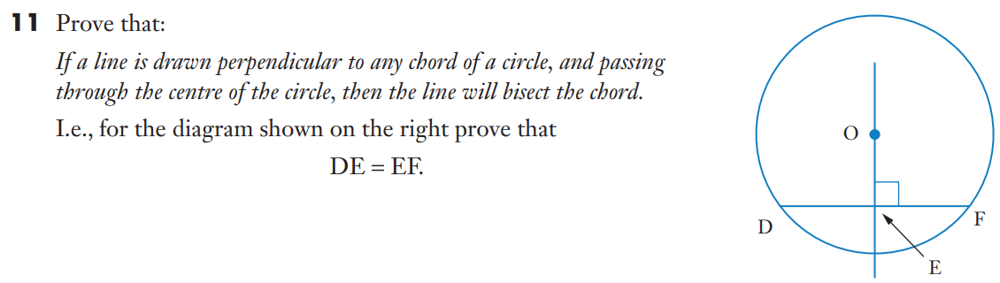 11 Prove that:
If a line is drawn perpendicular to any chord of a circle, and passing
through the centre of the circle, then the line will bisect the chord.
I.e., for the diagram shown on the right prove that
DE = EF.
O
D
F
E